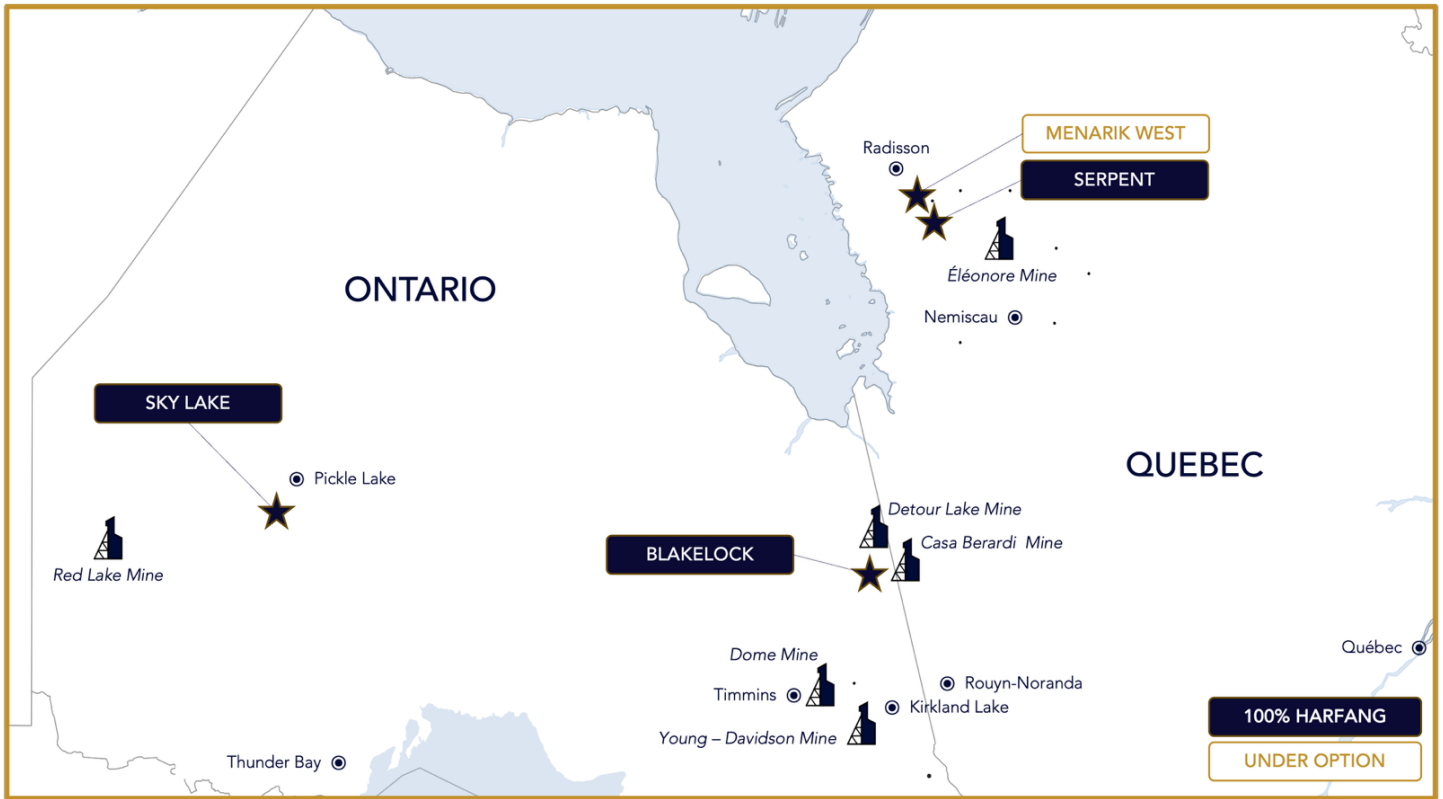 MENARIK WEST
Radisson
SERPENT
Éléonore Mine
ONTARIO
Nemiscau
SKY LAKE
QUEBEC
Pickle Lake
Detour Lake Mine
Casa Berardi  Mine
BLAKELOCK
Red Lake Mine
Québec
Dome Mine
Rouyn-Noranda
Timmins
Kirkland Lake
100% HARFANG
Young – Davidson Mine
Thunder Bay
UNDER OPTION